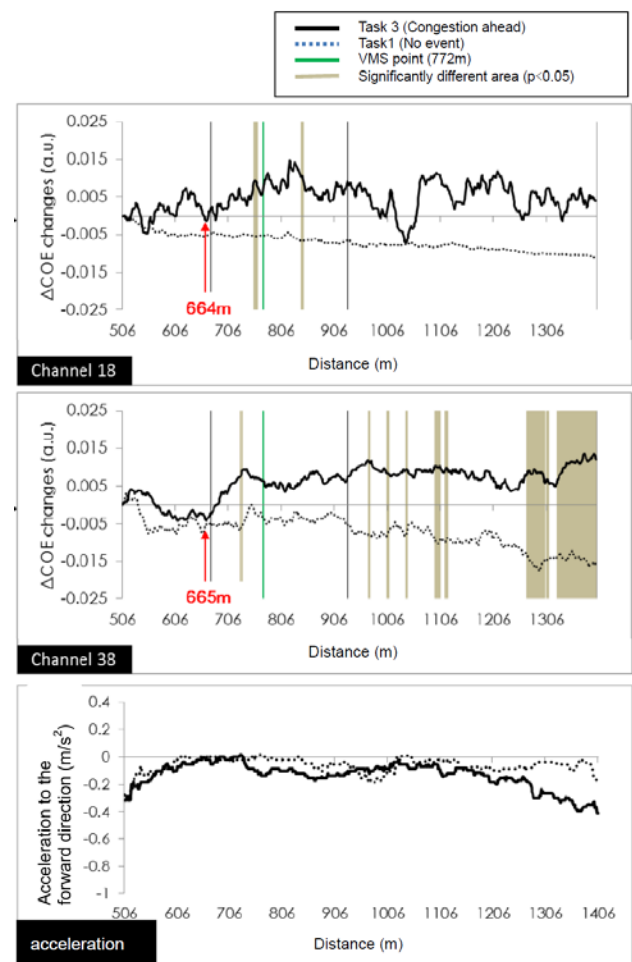 Task 3 (Congestion ahead)
Task1 (No event)
VMS point (772m)
Significantly different area (p<0.05)
ΔCOE changes (a.u.)
0.025
0.015
0.005
-0.005
-0.015
-0.025
664m
506 606 706 806 906 1006 1106 1206 1306
Distance (m)
Channel 18
ΔCOE changes (a.u.)
0.025
0.015
0.005
-0.005
-0.015
-0.025
665m
506 606 706 806 906 1006 1106 1206 1306
Distance (m)
Channel 38
Acceleration to the
forward direction (m/s²)
0.4
0.2
0
-0.2
-0.4
-0.6
-0.8
-1
506 606 706 806 906 1006 1106 1206 1306 1406
Distance (m)
acceleration